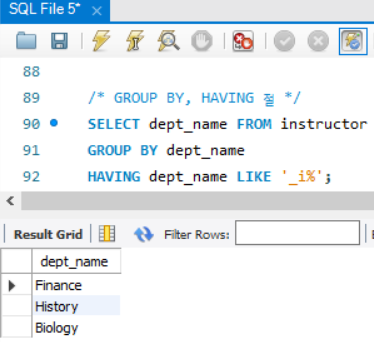 SQL File 5*
88
89 /* GROUP BY, HAVING 절 */
90 SELECT dept_name FROM instructor
91 GROUP BY dept_name
92 HAVING dept_name LIKE '_i%';
Result Grid Filter Rows:
dept_name
Finance
History
Biology